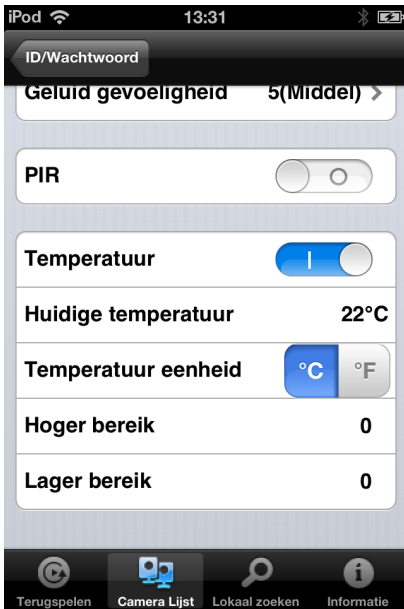 iPod 13:31
ID/Wachtwoord
Geluid gevoeligheid 5(Middel)
PIR
Temperatuur
Huidige temperatuur 22°C
Temperatuur eenheid °C °F
Hoger bereik 0
Lager bereik 0
Terugspelen Camera Lijst Lokaal zoeken Informatie